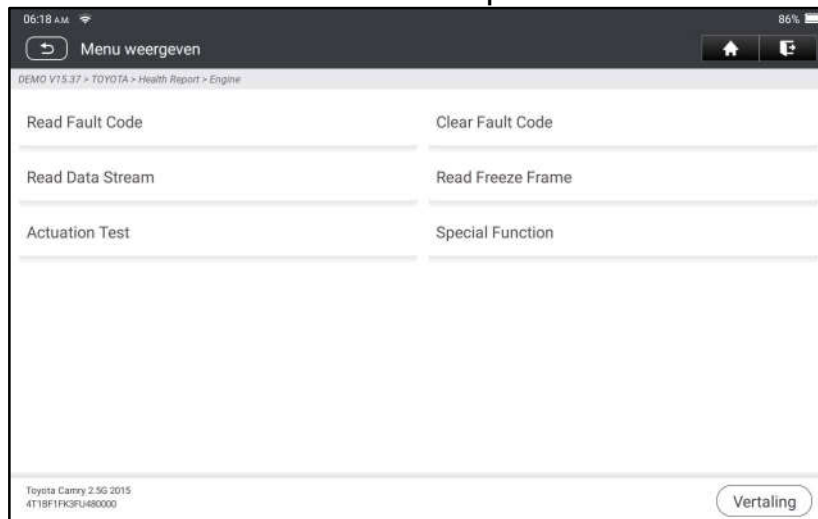 06:18 AM 86%
Menu weergeven
DEMO V15.37 > TOYOTA > Health Report > Engine
Read Fault Code Clear Fault Code
Read Data Stream Read Freeze Frame
Actuation Test Special Function
Toyota Camry 2.5G 2015
4T1BF1FK3FU480000
Vertaling